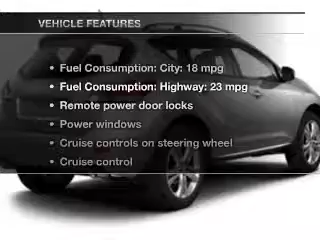 VEHICLE FEATURES
• Fuel Consumption: City: 18 mpg
• Fuel Consumption: Highway: 23 mpg
• Remote power door locks
• Power windows
• Cruise controls on steering wheel
• Cruise control